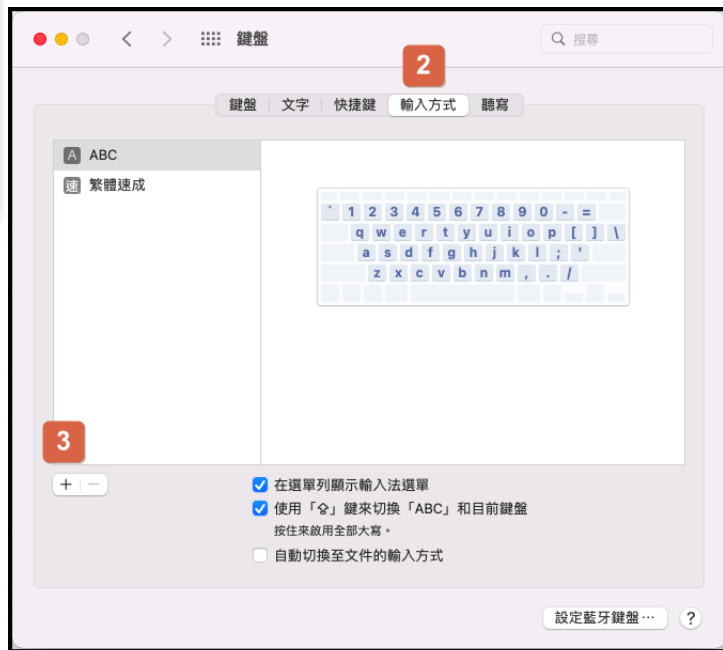 鍵盤
搜尋
2
鍵盤 文字 快捷鍵 輸入方式 聽寫
A ABC
速 繁體速成
` 1 2 3 4 5 6 7 8 9 0 - =
q w e r t y u i o p [ ] \
a s d f g h j k l ; '
z x c v b n m , . /
3
+ −
在選單列顯示輸入法選單
使用「⇪」鍵來切換「ABC」和目前鍵盤
按住來啟用全部大寫。
自動切換至文件的輸入方式
設定藍牙鍵盤⋯ ?